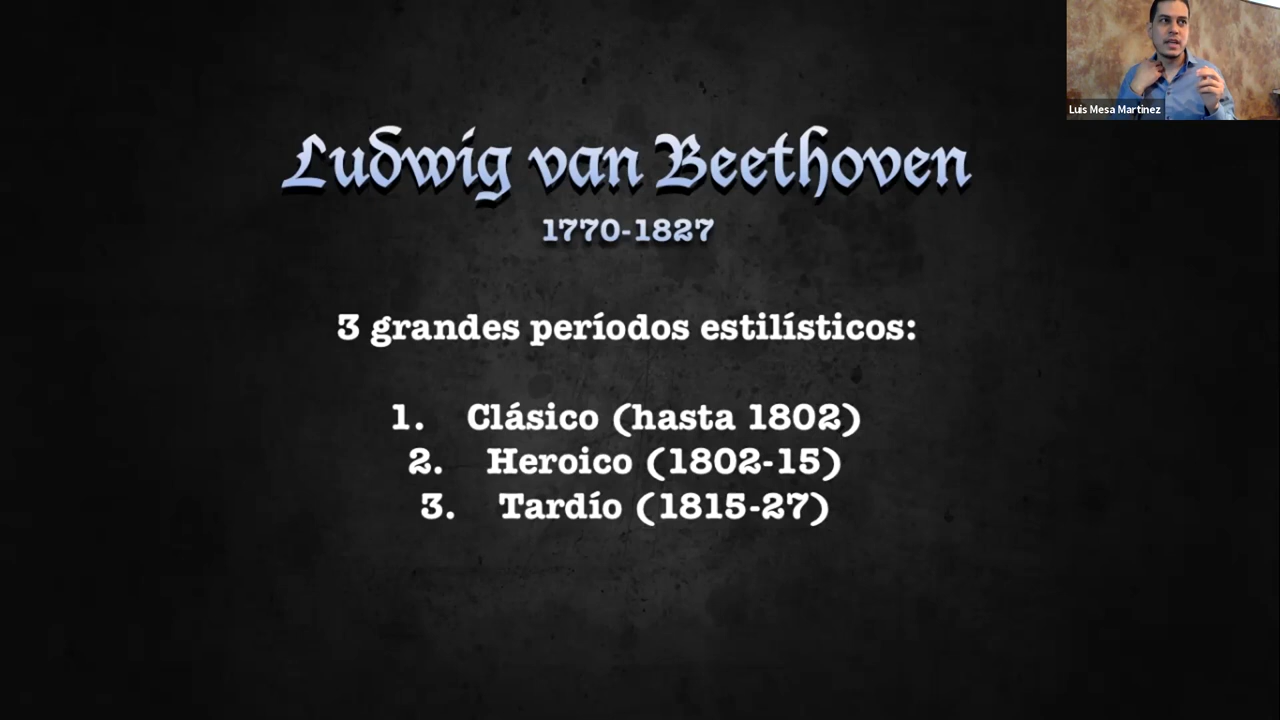 Luis Mesa Martinez
Ludwig van Beethoven
1770-1827
3 grandes períodos estilísticos:
1. Clásico (hasta 1802)
2. Heroico (1802-15)
3. Tardío (1815-27)